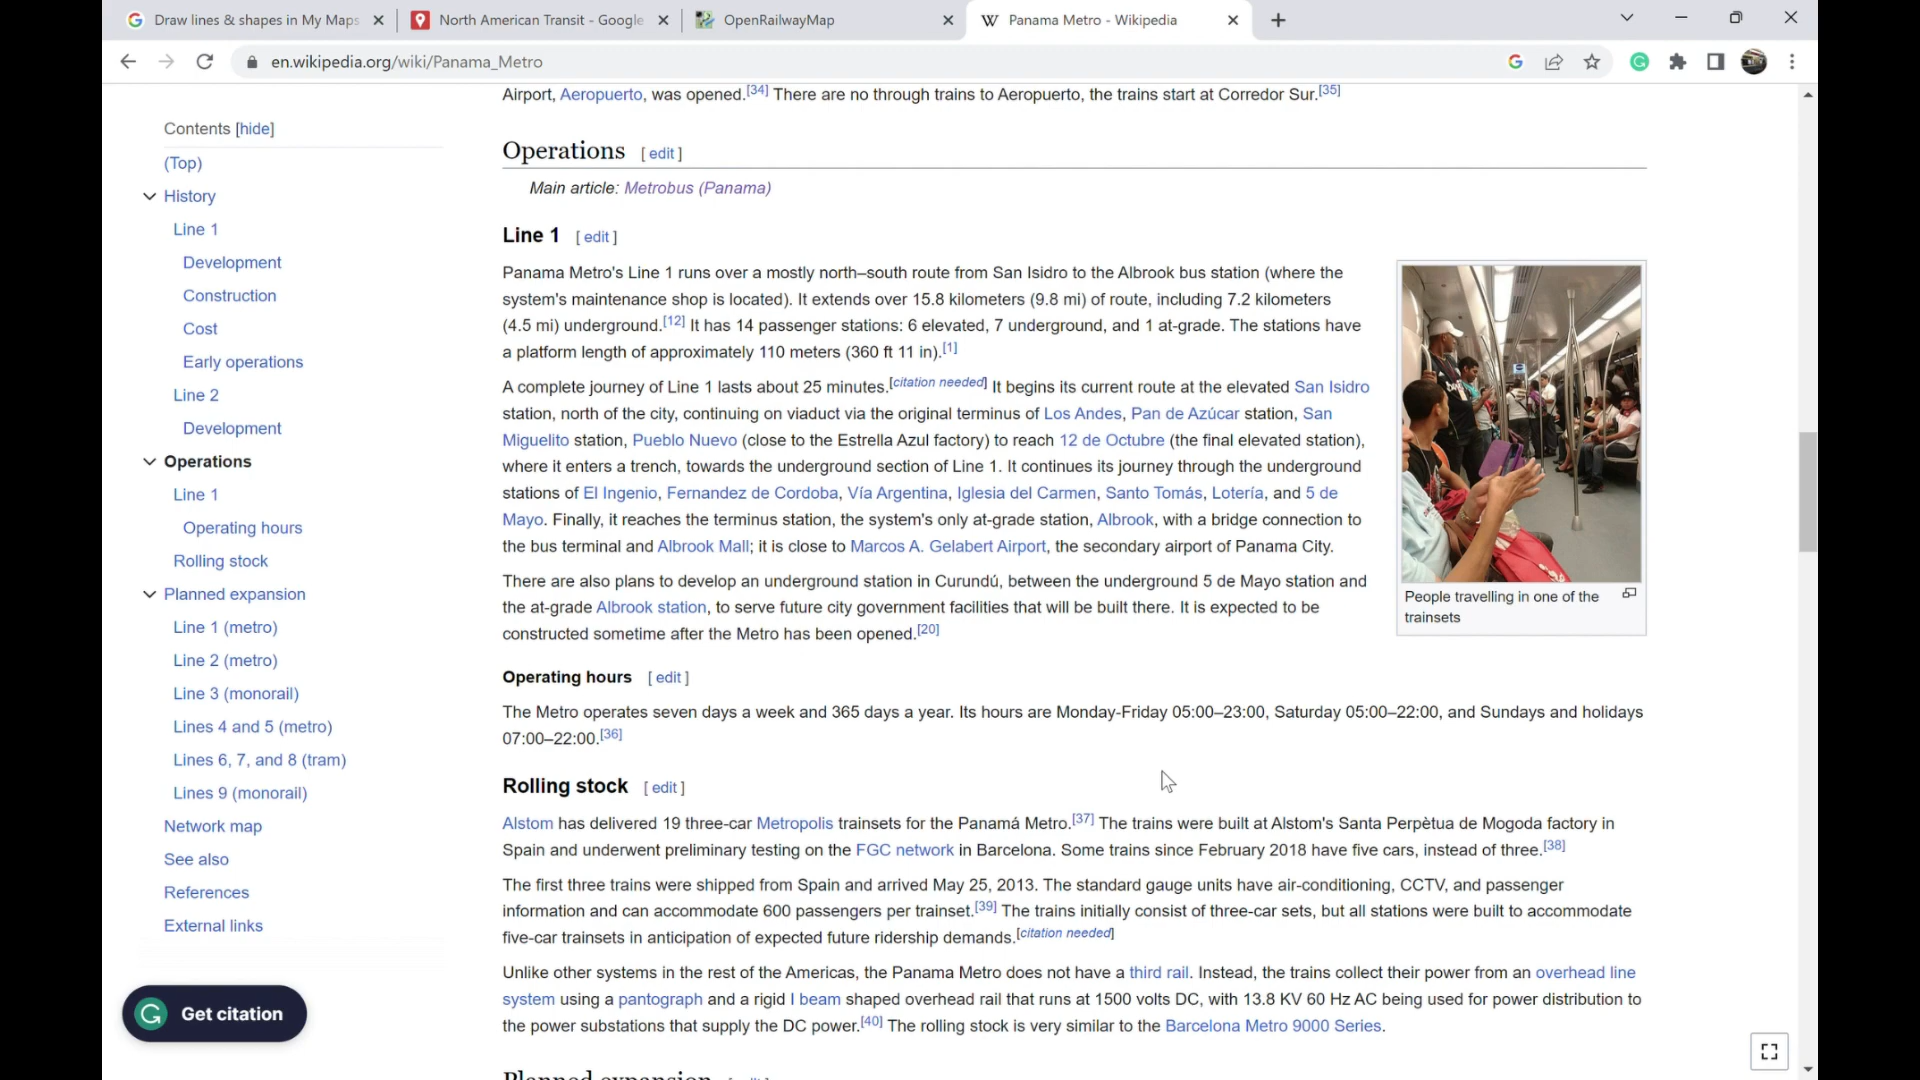 Draw lines & shapes in My Maps
North American Transit - Google
OpenRailwayMap
Panama Metro - Wikipedia
en.wikipedia.org/wiki/Panama_Metro
Contents [hide]
(Top)
History
Line 1
Development
Construction
Cost
Early operations
Line 2
Development
Operations
Line 1
Operating hours
Rolling stock
Planned expansion
Line 1 (metro)
Line 2 (metro)
Line 3 (monorail)
Lines 4 and 5 (metro)
Lines 6, 7, and 8 (tram)
Lines 9 (monorail)
Network map
See also
References
External links
Get citation
Airport, Aeropuerto, was opened.[34] There are no through trains to Aeropuerto, the trains start at Corredor Sur.[35]
Operations [ edit ]
Main article: Metrobus (Panama)
Line 1 [ edit ]
Panama Metro's Line 1 runs over a mostly north–south route from San Isidro to the Albrook bus station (where the
system's maintenance shop is located). It extends over 15.8 kilometers (9.8 mi) of route, including 7.2 kilometers
(4.5 mi) underground.[12] It has 14 passenger stations: 6 elevated, 7 underground, and 1 at-grade. The stations have
a platform length of approximately 110 meters (360 ft 11 in).[1]
A complete journey of Line 1 lasts about 25 minutes.[citation needed] It begins its current route at the elevated San Isidro
station, north of the city, continuing on viaduct via the original terminus of Los Andes, Pan de Azúcar station, San
Miguelito station, Pueblo Nuevo (close to the Estrella Azul factory) to reach 12 de Octubre (the final elevated station),
where it enters a trench, towards the underground section of Line 1. It continues its journey through the underground
stations of El Ingenio, Fernandez de Cordoba, Vía Argentina, Iglesia del Carmen, Santo Tomás, Lotería, and 5 de
Mayo. Finally, it reaches the terminus station, the system's only at-grade station, Albrook, with a bridge connection to
the bus terminal and Albrook Mall; it is close to Marcos A. Gelabert Airport, the secondary airport of Panama City.
There are also plans to develop an underground station in Curundú, between the underground 5 de Mayo station and
the at-grade Albrook station, to serve future city government facilities that will be built there. It is expected to be
constructed sometime after the Metro has been opened.[20]
People travelling in one of the
trainsets
Operating hours [ edit ]
The Metro operates seven days a week and 365 days a year. Its hours are Monday-Friday 05:00–23:00, Saturday 05:00–22:00, and Sundays and holidays
07:00–22:00.[36]
Rolling stock [ edit ]
Alstom has delivered 19 three-car Metropolis trainsets for the Panamá Metro.[37] The trains were built at Alstom's Santa Perpètua de Mogoda factory in
Spain and underwent preliminary testing on the FGC network in Barcelona. Some trains since February 2018 have five cars, instead of three.[38]
The first three trains were shipped from Spain and arrived May 25, 2013. The standard gauge units have air-conditioning, CCTV, and passenger
information and can accommodate 600 passengers per trainset.[39] The trains initially consist of three-car sets, but all stations were built to accommodate
five-car trainsets in anticipation of expected future ridership demands.[citation needed]
Unlike other systems in the rest of the Americas, the Panama Metro does not have a third rail. Instead, the trains collect their power from an overhead line
system using a pantograph and a rigid I beam shaped overhead rail that runs at 1500 volts DC, with 13.8 KV 60 Hz AC being used for power distribution to
the power substations that supply the DC power.[40] The rolling stock is very similar to the Barcelona Metro 9000 Series.
Planned expansion [ edit ]